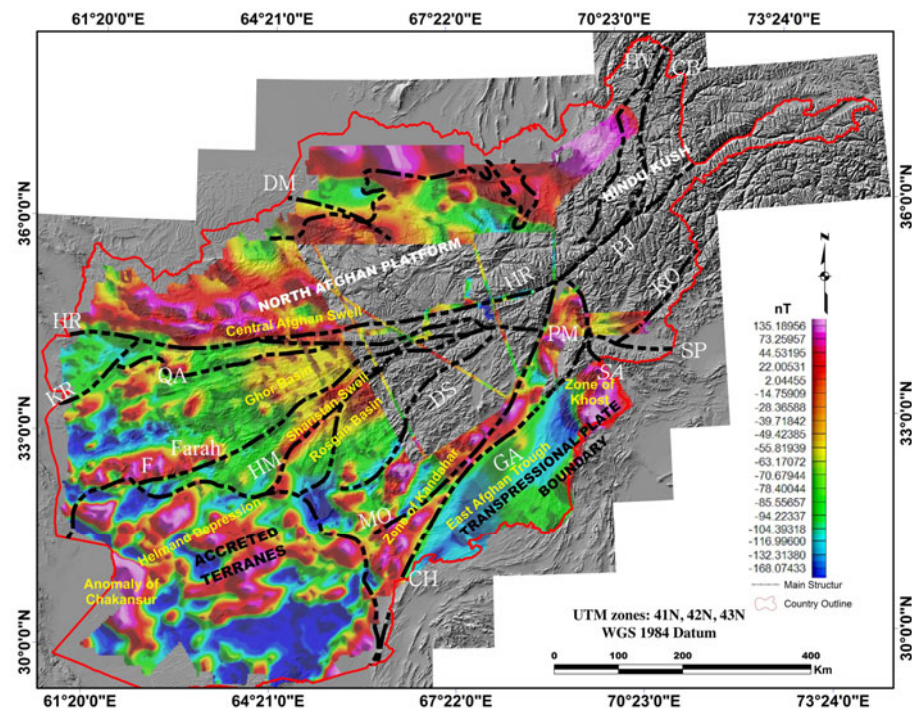 61°20'0"E 64°21'0"E 67°22'0"E 70°23'0"E 73°24'0"E
HV
CB
DM
HINDU KUSH
36°0'0"N
36°0'0"N
PJ
NORTH AFGHAN PLATFORM
HR
KO
N
nT
135.18956
73.25957
44.53195
22.01405
2.04455
-14.75909
-28.36588
-39.71842
-49.42385
-55.81939
-63.17072
-70.67944
-78.40044
-85.55657
-94.22337
-104.39318
-116.99600
-132.31380
-168.07433
HR
Central Afghan Swell
PM
SP
KR
QA
Ghor Basin
SA
Zone of
Khost
Sharistan Swell
DS
Rosgine Basin
33°0'0"N
33°0'0"N
Farah
F
HM
GA
TRANSPRESSIONAL PLATE
BOUNDARY
East Afghan Trough
Zone of Kandahar
MO
Helmand Depression
ACCRETED
TERRANES
CH
Anomaly of
Chakansur
Main Structur
Country Outline
UTM zones: 41N, 42N, 43N
WGS 1984 Datum
0 100 200 400
Km
30°0'0"N
30°0'0"N
61°20'0"E 64°21'0"E 67°22'0"E 70°23'0"E 73°24'0"E